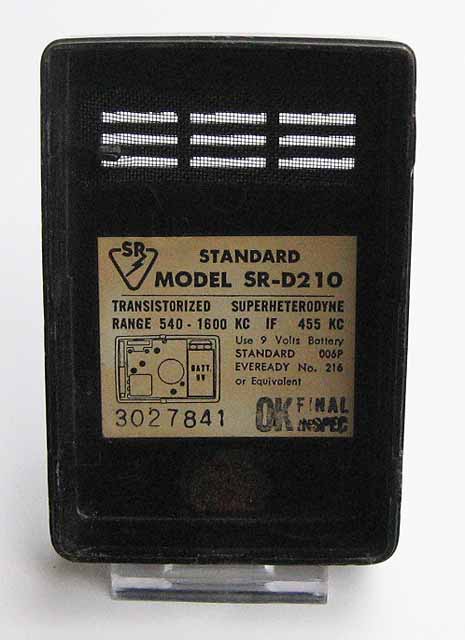 SR
STANDARD
MODEL SR-D210
TRANSISTORIZED SUPERHETERODYNE
RANGE 540 - 1600 KC IF 455 KC
Use 9 Volts Battery
STANDARD 006P
EVEREADY No. 216
or Equivalent
BATT.
9V
3027841
OK FINAL
INSPEC